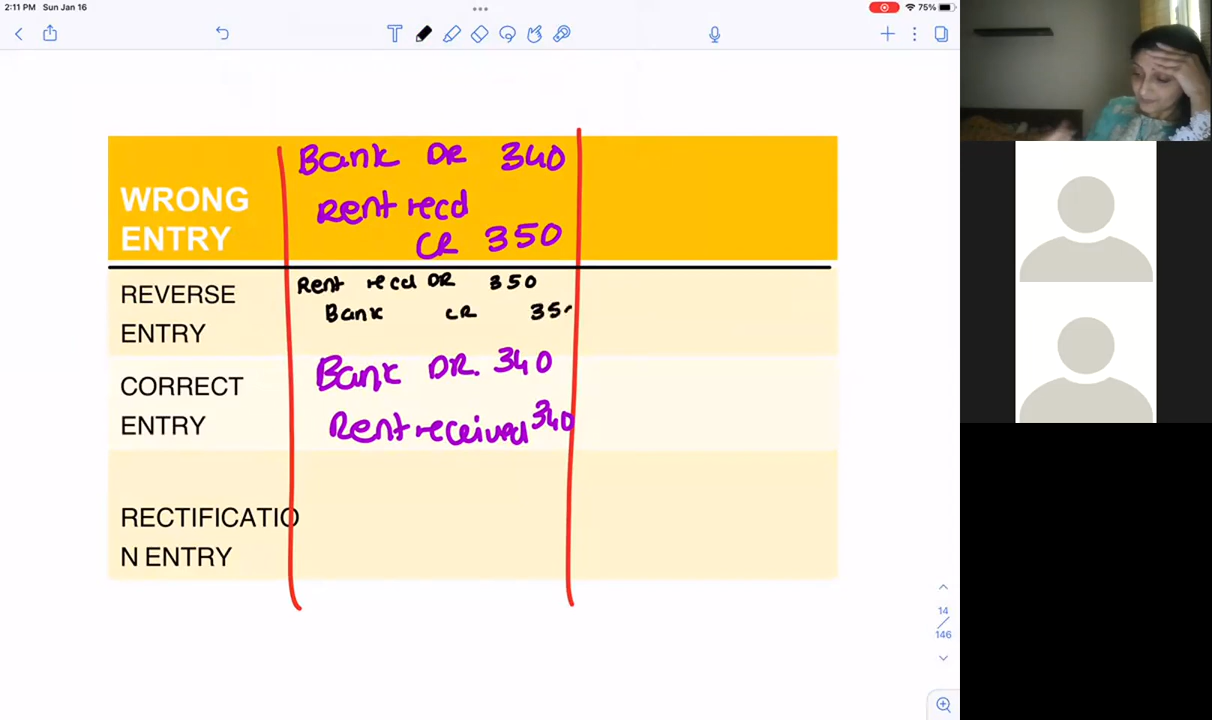 2:11 PM Sun Jan 16
75%
Bank DR 340
Rent recd
CR 350
WRONG
ENTRY
Rent recd DR 350
Bank CR 35
REVERSE
ENTRY
Bank DR. 340
Rent received 340
CORRECT
ENTRY
RECTIFICATIO
N ENTRY
14
146